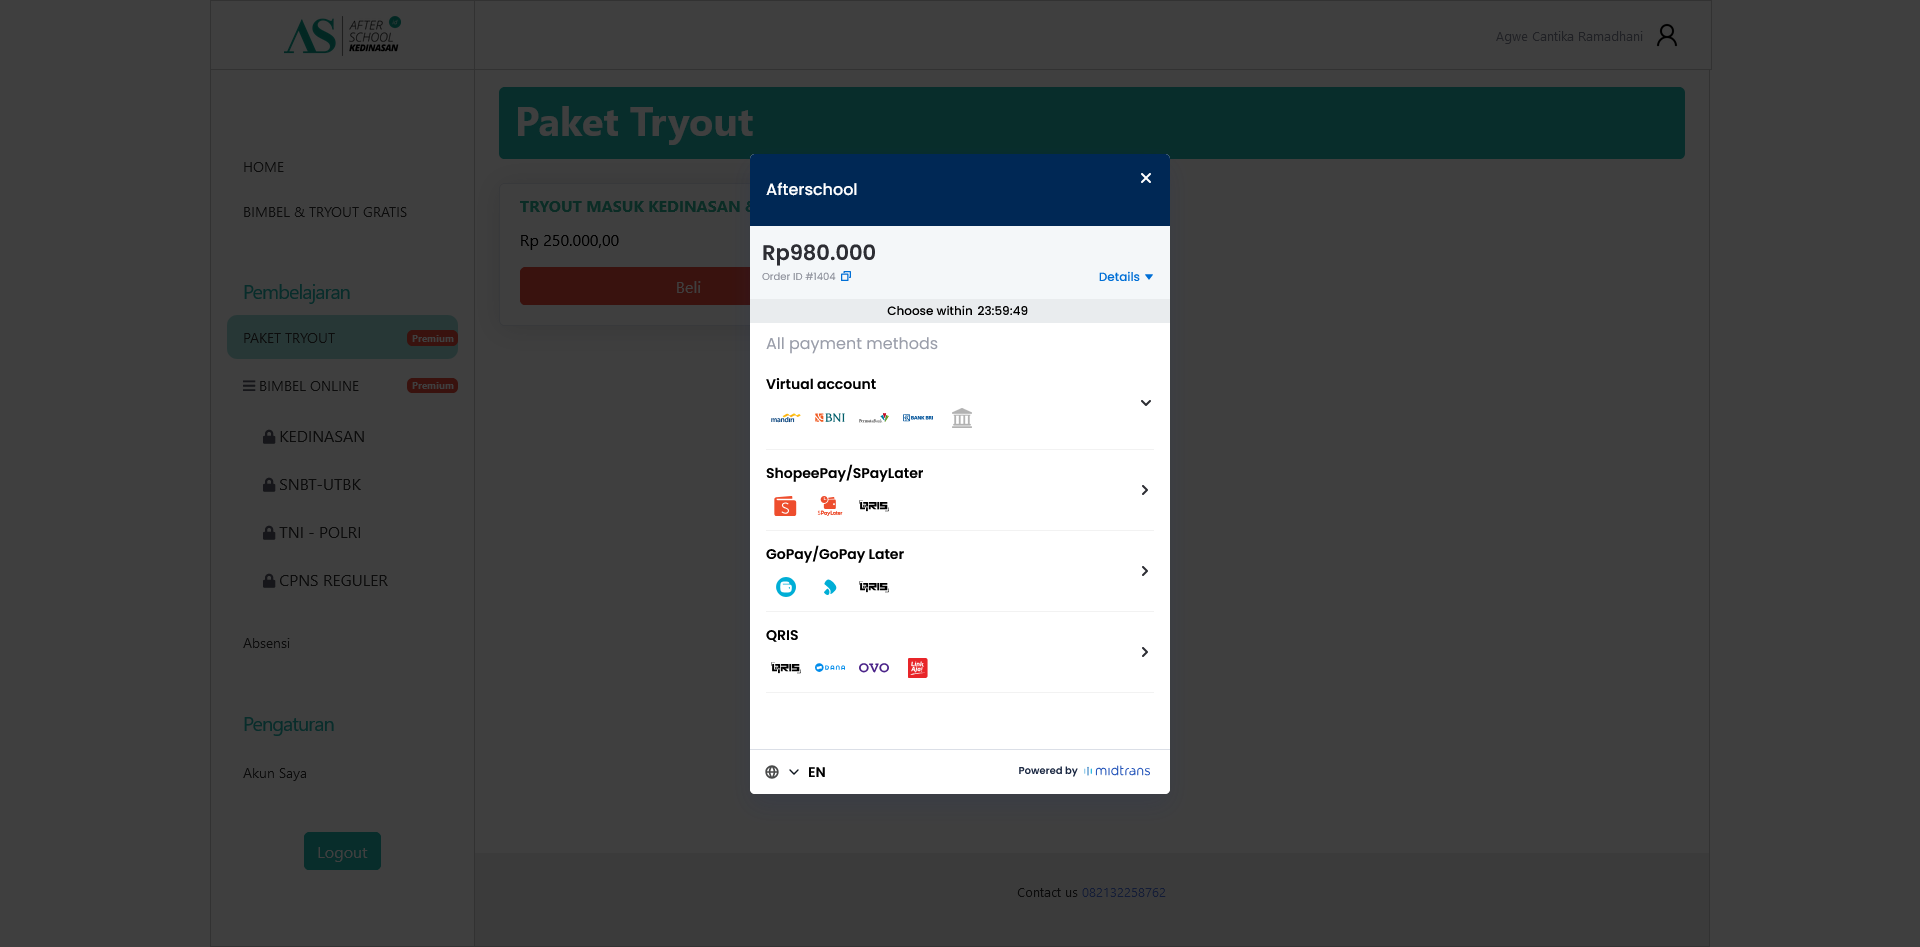 AS AFTER SCHOOL KEDINASAN
Agwe Cantika Ramadhani
HOME
BIMBEL & TRYOUT GRATIS
Pembelajaran
PAKET TRYOUT Premium
BIMBEL ONLINE Premium
KEDINASAN
SNBT-UTBK
TNI - POLRI
CPNS REGULER
Absensi
Pengaturan
Akun Saya
Logout
Paket Tryout
TRYOUT MASUK KEDINASAN &
Rp 250.000,00
Beli
Afterschool
Rp980.000
Order ID #1404
Details
Choose within 23:59:49
All payment methods
Virtual account
mandiri BNI PermataBank BANK BRI
ShopeePay/SPayLater
S SPayLater QRIS
GoPay/GoPay Later
QRIS
QRIS
QRIS DANA OVO LinkAja!
EN
Powered by midtrans
Contact us 082132258762